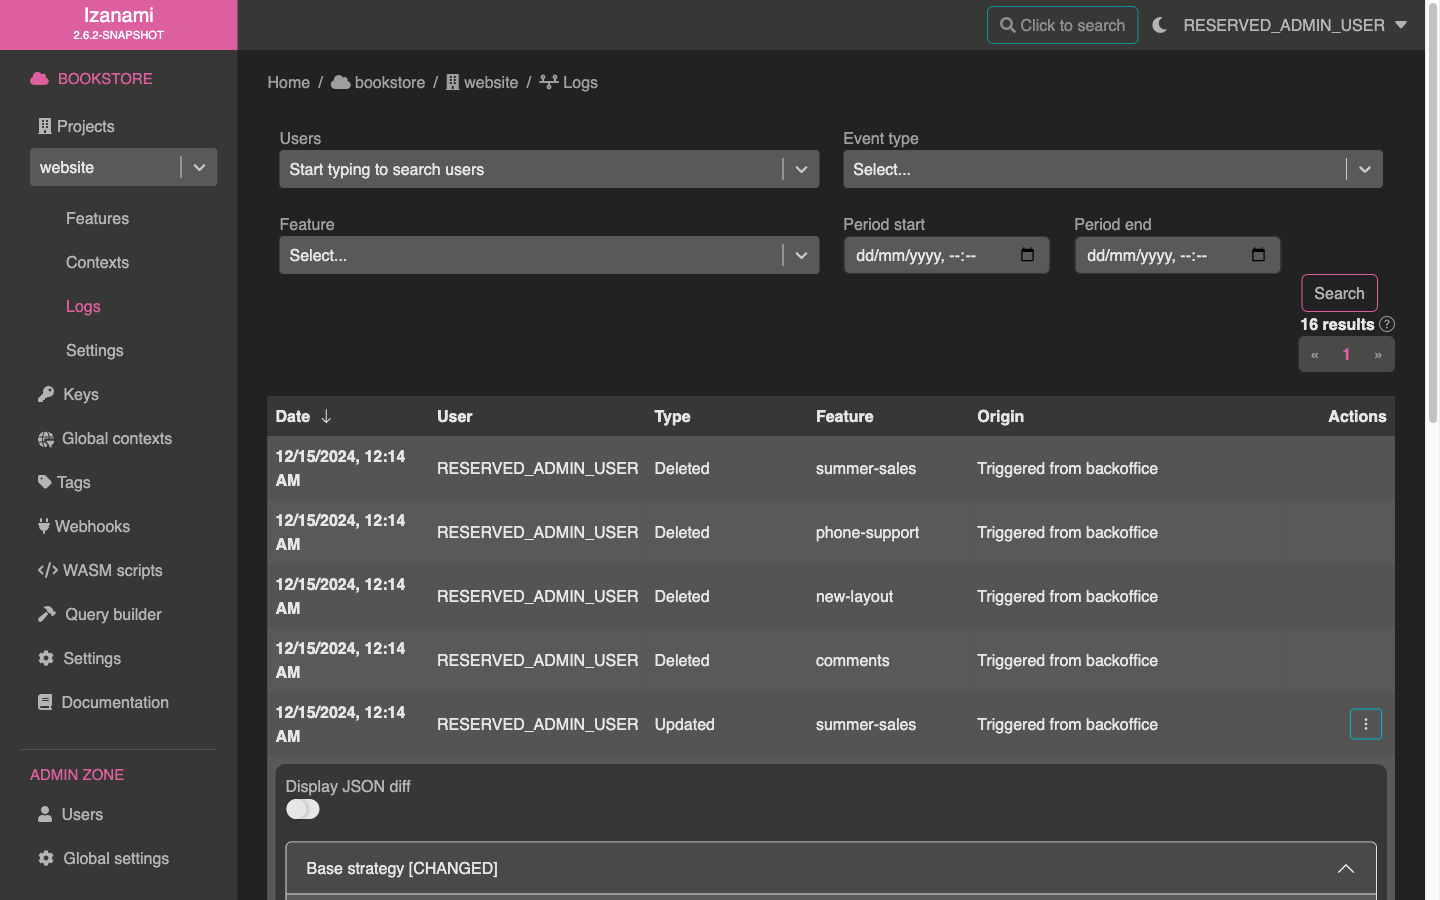 Izanami
2.6.2-SNAPSHOT
Click to search
RESERVED_ADMIN_USER
BOOKSTORE
Projects
website
Features
Contexts
Logs
Settings
Keys
Global contexts
Tags
Webhooks
WASM scripts
Query builder
Settings
Documentation
ADMIN ZONE
Users
Global settings
Home / bookstore / website / Logs
Users
Start typing to search users
Event type
Select...
Feature
Select...
Period start
dd/mm/yyyy, --:--
Period end
dd/mm/yyyy, --:--
Search
16 results ?
« 1 »
Date ↓ User Type Feature Origin Actions
12/15/2024, 12:14 AM RESERVED_ADMIN_USER Deleted summer-sales Triggered from backoffice
12/15/2024, 12:14 AM RESERVED_ADMIN_USER Deleted phone-support Triggered from backoffice
12/15/2024, 12:14 AM RESERVED_ADMIN_USER Deleted new-layout Triggered from backoffice
12/15/2024, 12:14 AM RESERVED_ADMIN_USER Deleted comments Triggered from backoffice
12/15/2024, 12:14 AM RESERVED_ADMIN_USER Updated summer-sales Triggered from backoffice
Display JSON diff
Base strategy [CHANGED]